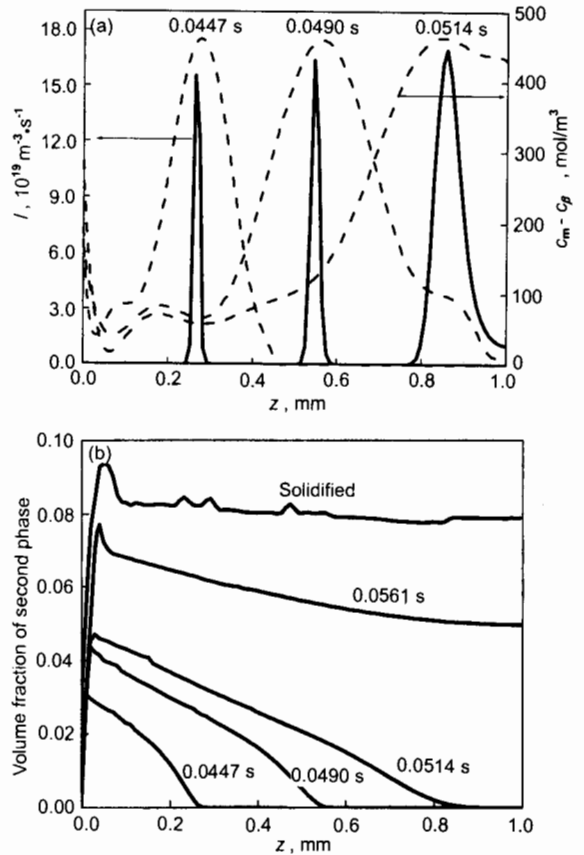 (a)
0.0447 s
0.0490 s
0.0514 s
18.0
15.0
12.0
9.0
6.0
3.0
0.0
I , 10¹⁹ m⁻³•s⁻¹
500
400
300
200
100
0
cₘ - c_β , mol/m³
0.0
0.2
0.4
0.6
0.8
1.0
z , mm
(b)
0.10
0.08
0.06
0.04
0.02
0.00
Volume fraction of second phase
Solidified
0.0561 s
0.0514 s
0.0490 s
0.0447 s
0.0
0.2
0.4
0.6
0.8
1.0
z , mm